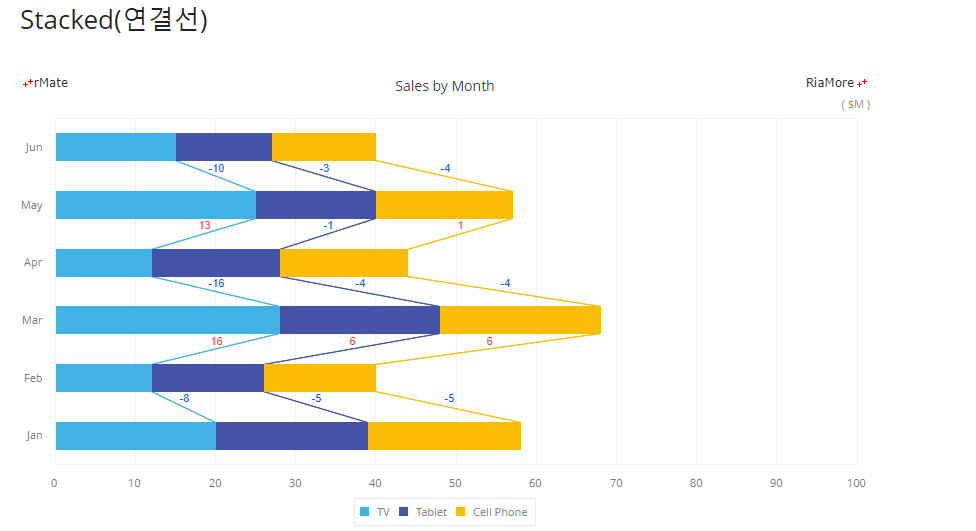 Stacked(연결선)
rMate
Sales by Month
RiaMore
( $M )
Jun
-10 -3 -4
May
13 -1 1
Apr
-16 -4 -4
Mar
16 6 6
Feb
-8 -5 -5
Jan
0 10 20 30 40 50 60 70 80 90 100
TV Tablet Cell Phone